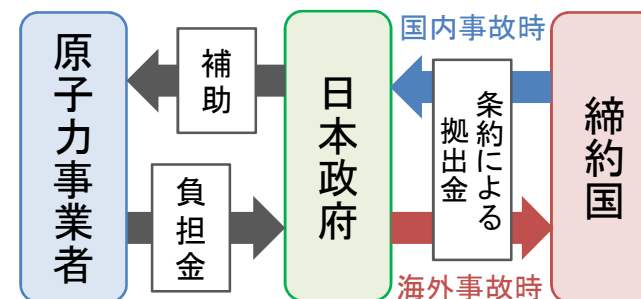 原子力事業者
補助
負担金
日本政府
国内事故時
条約による
拠出金
海外事故時
締約国